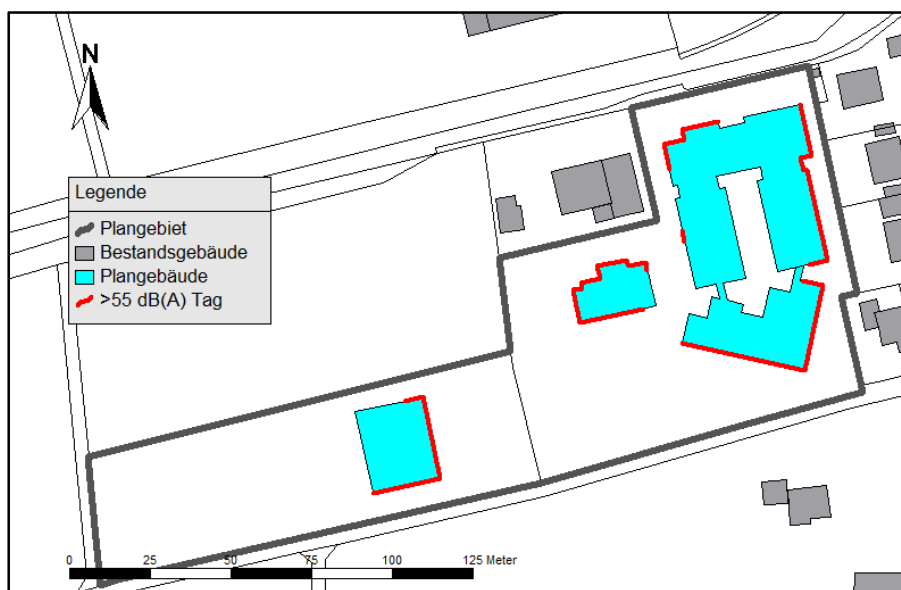 N
Legende
Plangebiet
Bestandsgebäude
Plangebäude
>55 dB(A) Tag
0 25 50 75 100 125 Meter